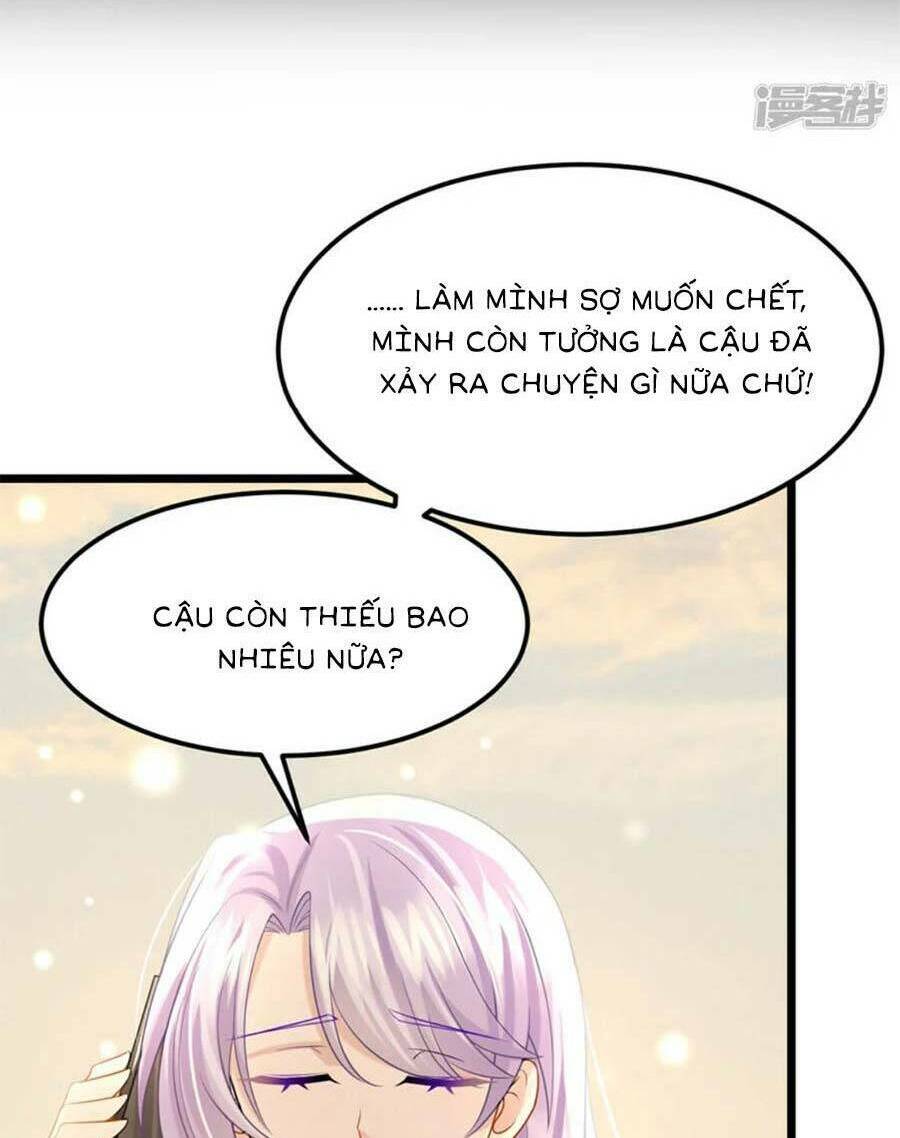 漫客栈
...... LÀM MÌNH SỢ MUỐN CHẾT,
MÌNH CÒN TƯỞNG LÀ CẬU ĐÃ
XẢY RA CHUYỆN GÌ NỮA CHỨ!
CẬU CÒN THIẾU BAO
NHIÊU NỮA?